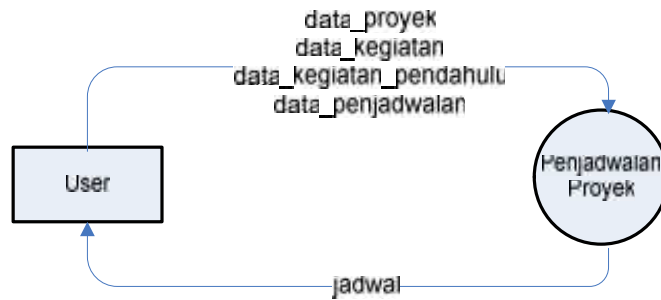 data_proyek
data_kegiatan
data_kegiatan_pendahulu
data_penjadwalan
User
Penjadwalan
Proyek
jadwal